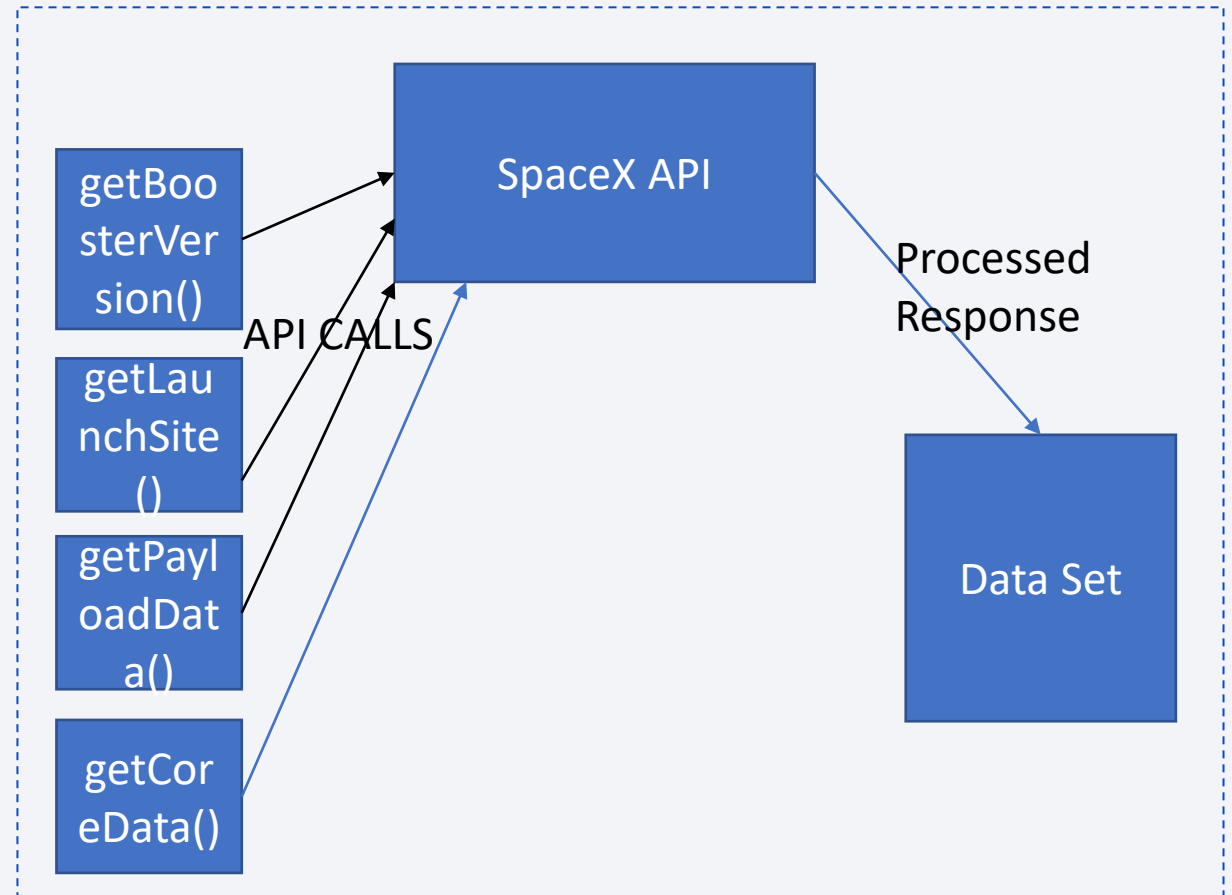 SpaceX API
getBoo
sterVer
sion()
Processed
Response
API CALLS
getLau
nchSite
()
getPayl
oadDat
a()
Data Set
getCor
eData()